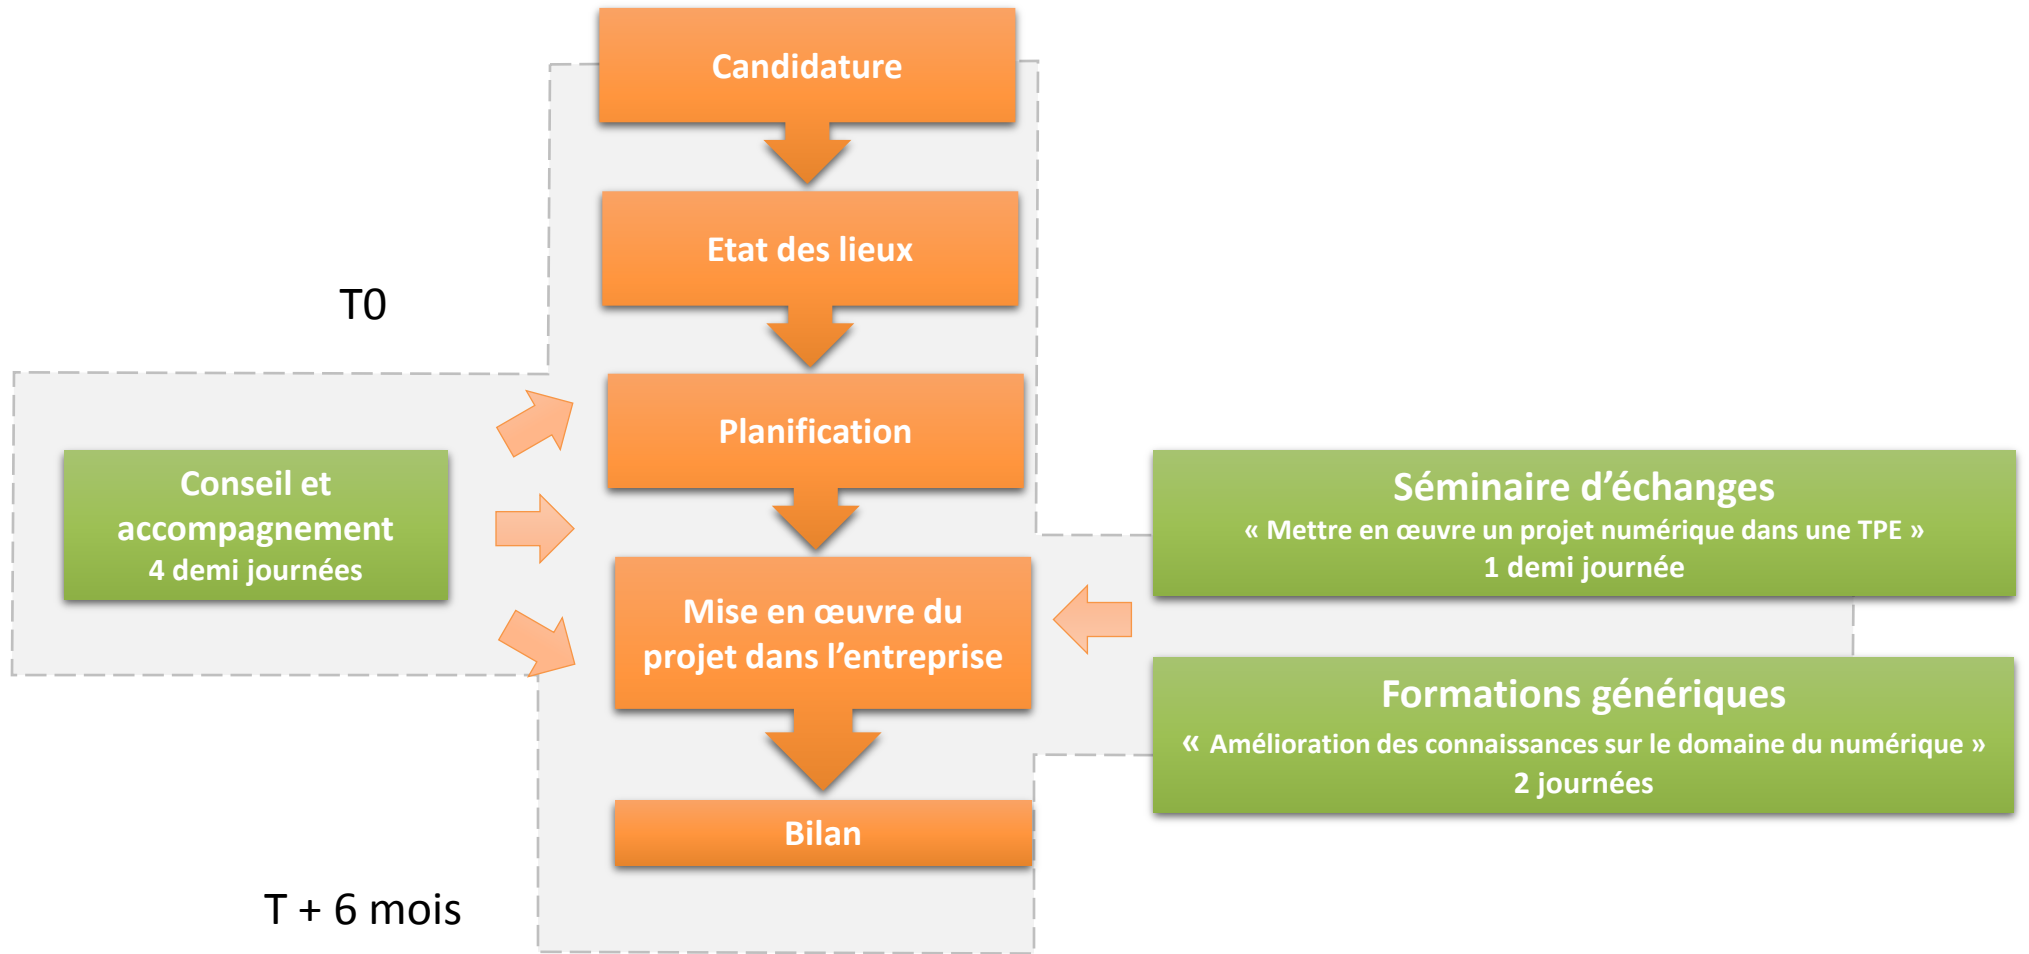 Candidature
Etat des lieux
T0
Planification
Conseil et
accompagnement
4 demi journées
Séminaire d’échanges
« Mettre en œuvre un projet numérique dans une TPE »
1 demi journée
Mise en œuvre du
projet dans l’entreprise
Formations génériques
« Amélioration des connaissances sur le domaine du numérique »
2 journées
Bilan
T + 6 mois